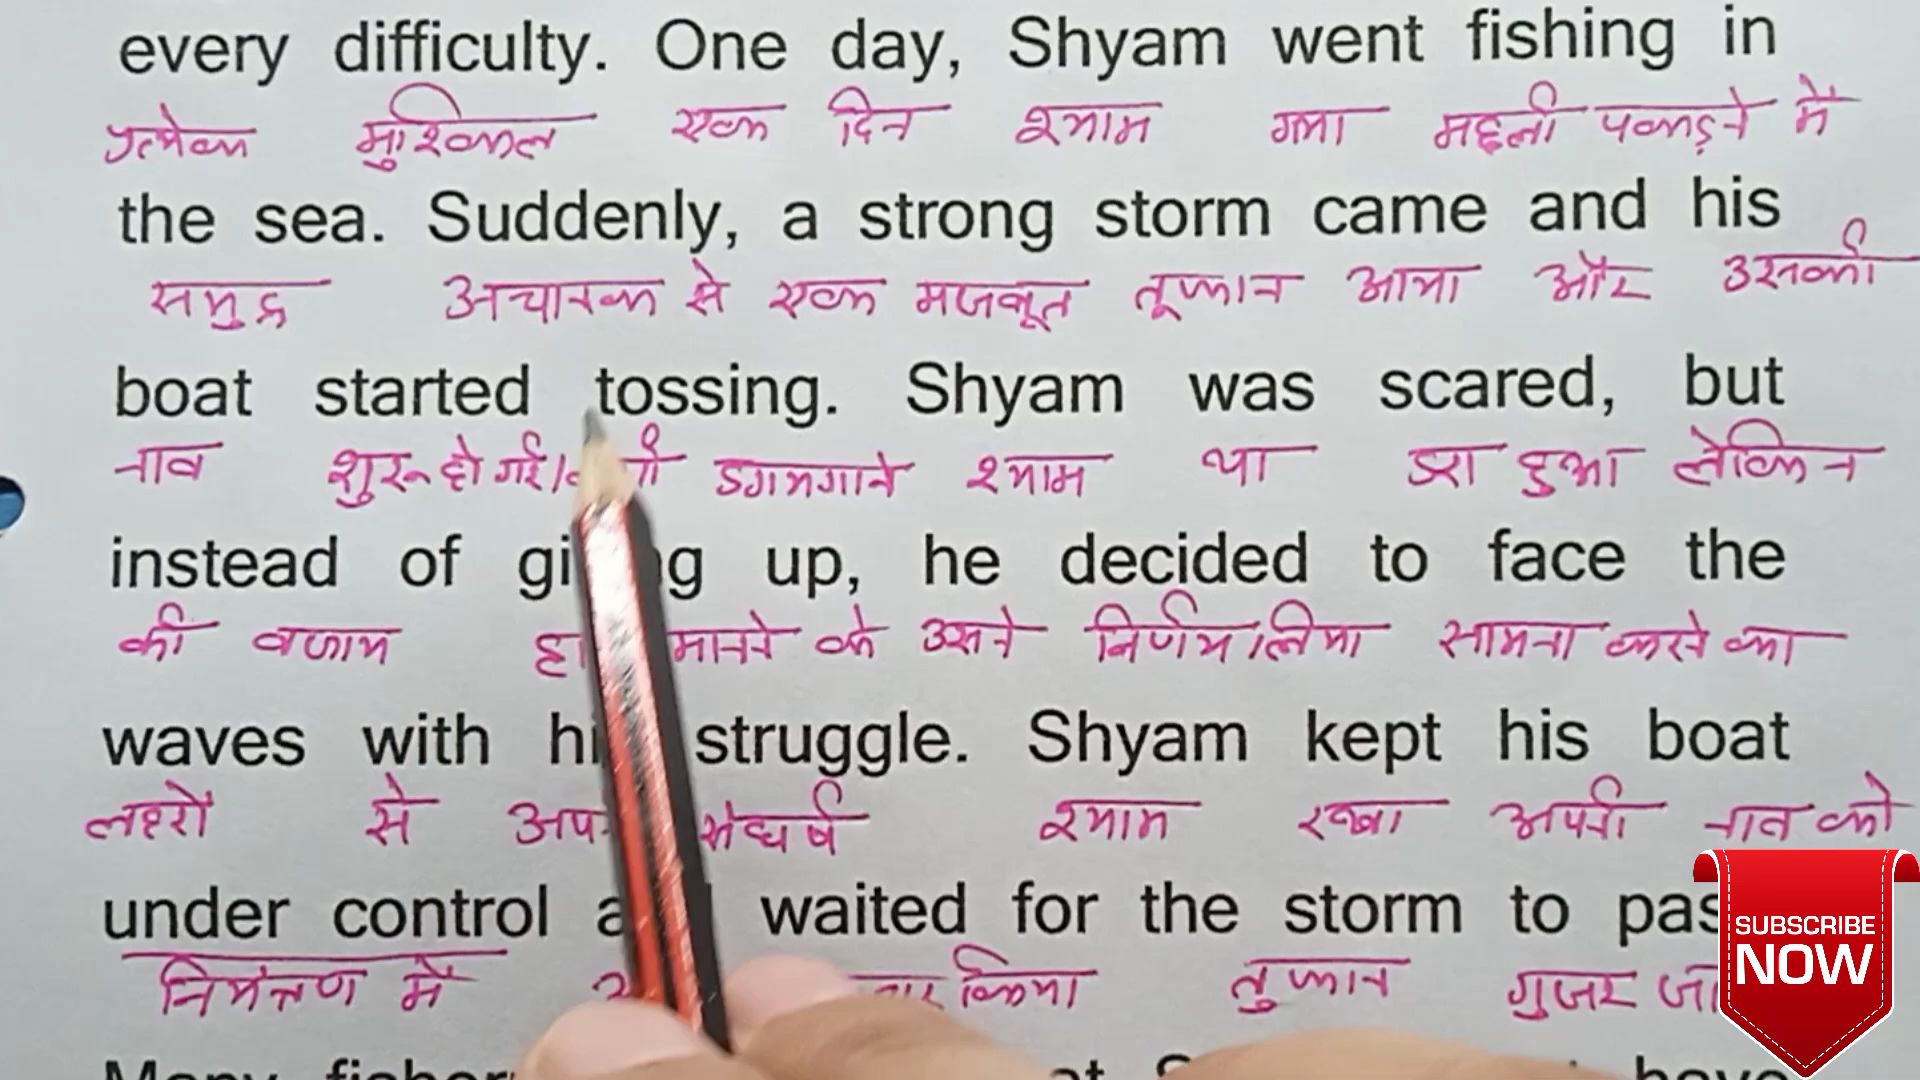 every difficulty. One day, Shyam went fishing in
प्रत्येक मुश्किल एक दिन श्याम गया मछली पकड़ने में
the sea. Suddenly, a strong storm came and his
समुद्र अचानक से एक मजबूत तूफान आया और उसकी
boat started tossing. Shyam was scared, but
नाव शुरू हो गई डगमगाने श्याम था डरा हुआ लेकिन
instead of up, he decided to face the
की बजाय मानने के उसने निर्णय लिया सामना करने का
waves with struggle. Shyam kept his boat
लहरों से संघर्ष श्याम रखा अपनी नाव को
under control waited for the storm to
नियंत्रण में किया तुफान गुजर
SUBSCRIBE
NOW